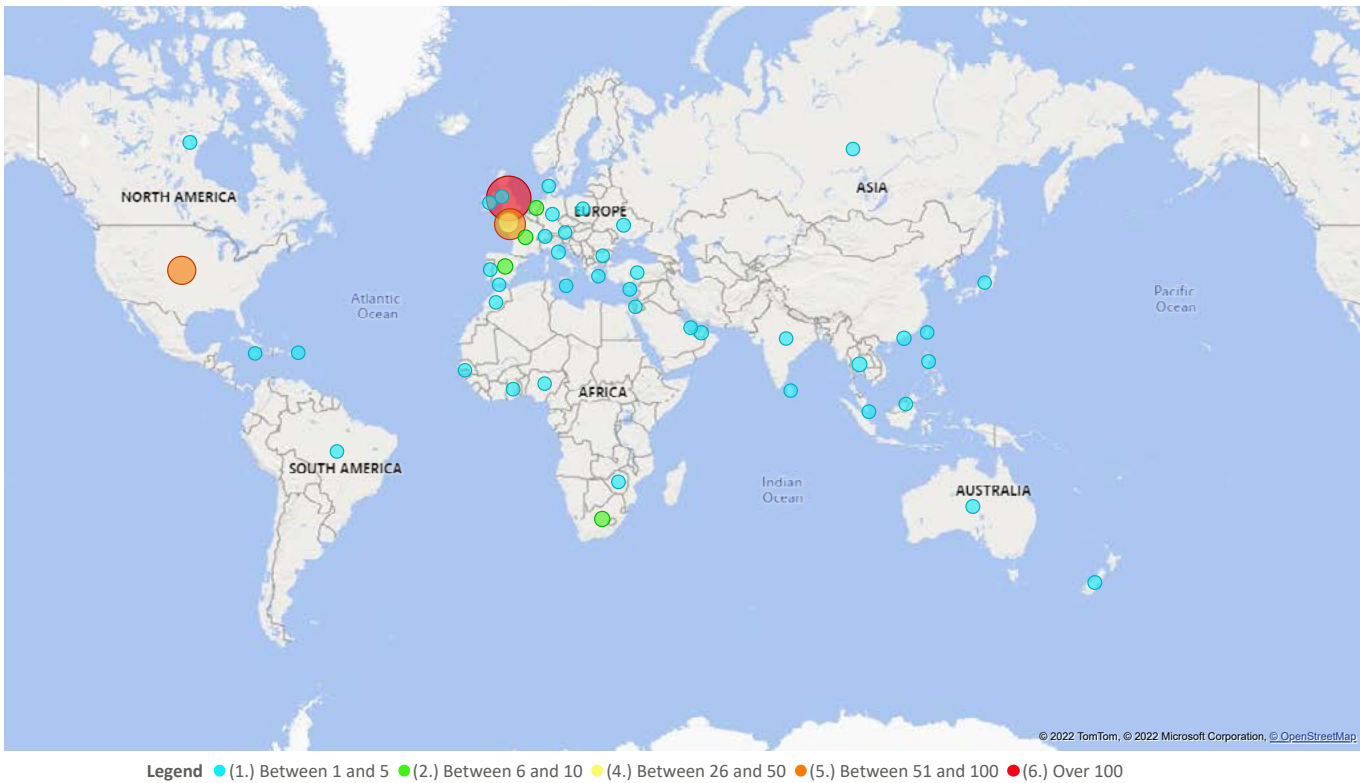 NORTH AMERICA
EUROPE
ASIA
Atlantic
Ocean
Pacific
Ocean
AFRICA
SOUTH AMERICA
Indian
Ocean
AUSTRALIA
© 2022 TomTom, © 2022 Microsoft Corporation, © OpenStreetMap
Legend (1.) Between 1 and 5 (2.) Between 6 and 10 (4.) Between 26 and 50 (5.) Between 51 and 100 (6.) Over 100